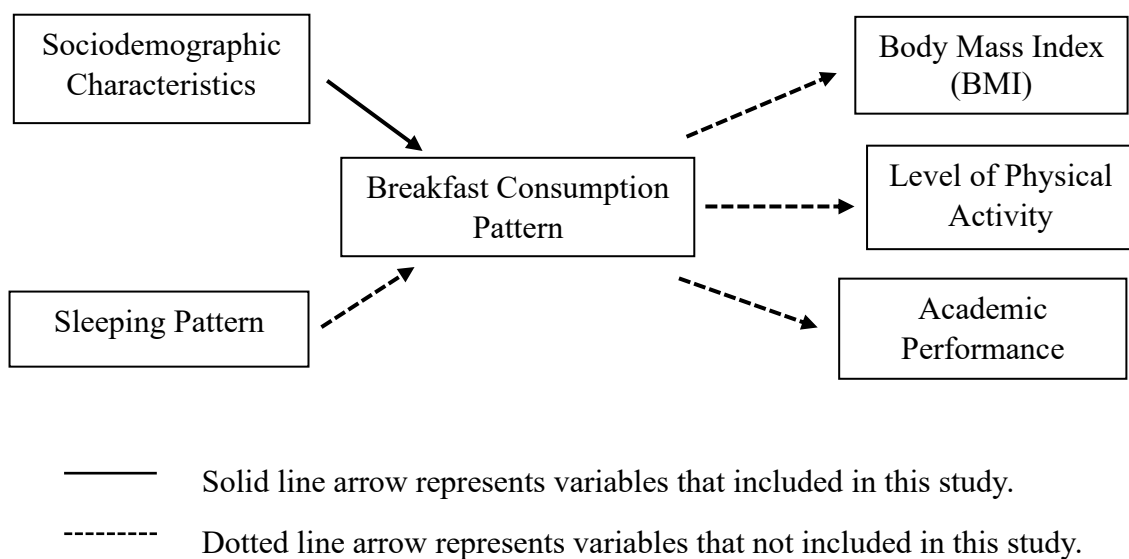 Sociodemographic
Characteristics
Body Mass Index
(BMI)
Breakfast Consumption
Pattern
Level of Physical
Activity
Sleeping Pattern
Academic
Performance
Solid line arrow represents variables that included in this study.
Dotted line arrow represents variables that not included in this study.